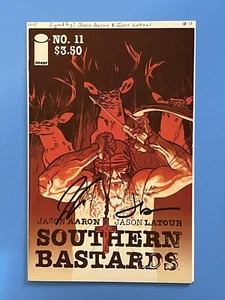 Signed by: Jason Aaron & Jason Latour # 11
image
NO. 11
$3.50
JASON AARON JASON LATOUR
SOUTHERN
BASTARDS